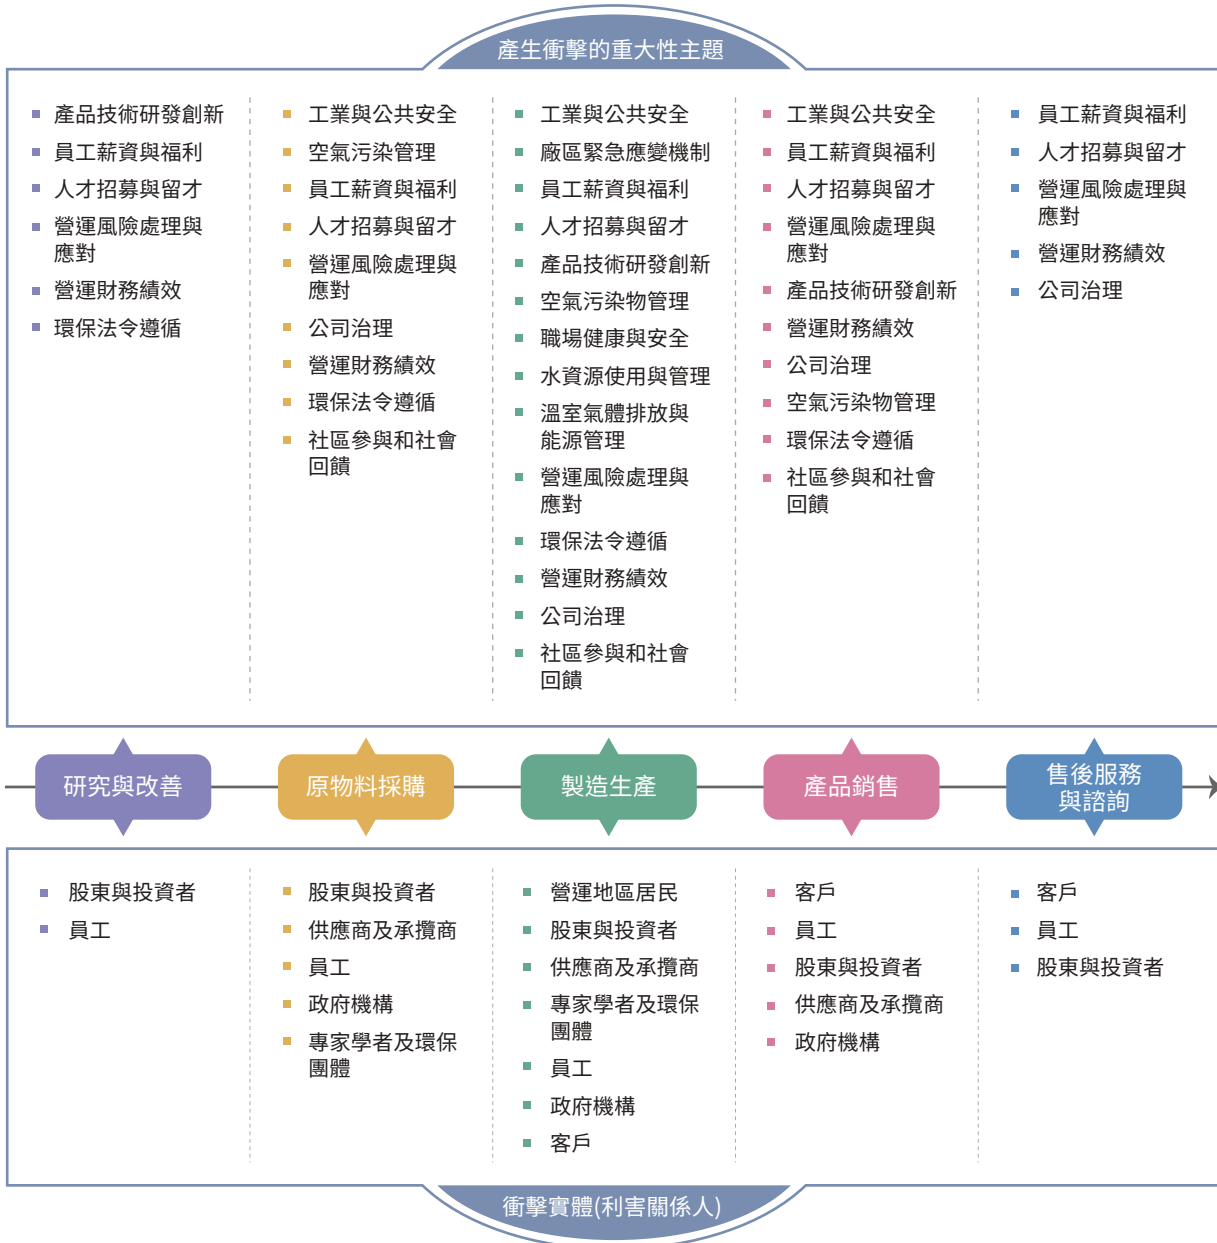 產生衝擊的重大性主題
產品技術研發創新
員工薪資與福利
人才招募與留才
營運風險處理與
應對
營運財務績效
環保法令遵循
工業與公共安全
空氣污染管理
員工薪資與福利
人才招募與留才
營運風險處理與
應對
公司治理
營運財務績效
環保法令遵循
社區參與和社會
回饋
工業與公共安全
廠區緊急應變機制
員工薪資與福利
人才招募與留才
產品技術研發創新
空氣污染物管理
職場健康與安全
水資源使用與管理
溫室氣體排放與
能源管理
營運風險處理與
應對
環保法令遵循
營運財務績效
公司治理
社區參與和社會
回饋
工業與公共安全
員工薪資與福利
人才招募與留才
營運風險處理與
應對
產品技術研發創新
營運財務績效
公司治理
空氣污染物管理
環保法令遵循
社區參與和社會
回饋
員工薪資與福利
人才招募與留才
營運風險處理與
應對
營運財務績效
公司治理
研究與改善
原物料採購
製造生產
產品銷售
售後服務
與諮詢
股東與投資者
員工
股東與投資者
供應商及承攬商
員工
政府機構
專家學者及環保
團體
營運地區居民
股東與投資者
供應商及承攬商
專家學者及環保
團體
員工
政府機構
客戶
客戶
員工
股東與投資者
供應商及承攬商
政府機構
客戶
員工
股東與投資者
衝擊實體(利害關係人)